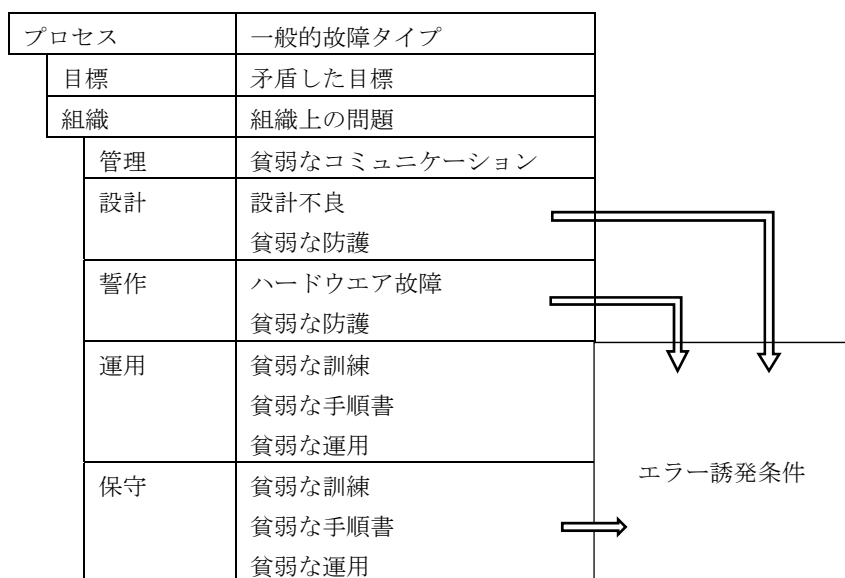 プロセス 一般的故障タイプ
目標 矛盾した目標
組織 組織上の問題
管理 貧弱なコミュニケーション
設計 設計不良
貧弱な防護
誓作 ハードウエア故障
貧弱な防護
運用 貧弱な訓練
貧弱な手順書
貧弱な運用
エラー誘発条件
保守 貧弱な訓練
貧弱な手順書
貧弱な運用